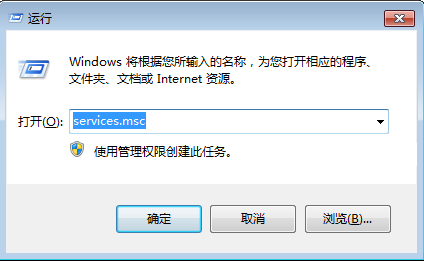 运行
Windows 将根据您所输入的名称，为您打开相应的程序、
文件夹、文档或 Internet 资源。
打开(O): services.msc
使用管理权限创建此任务。
确定 取消 浏览(B)...